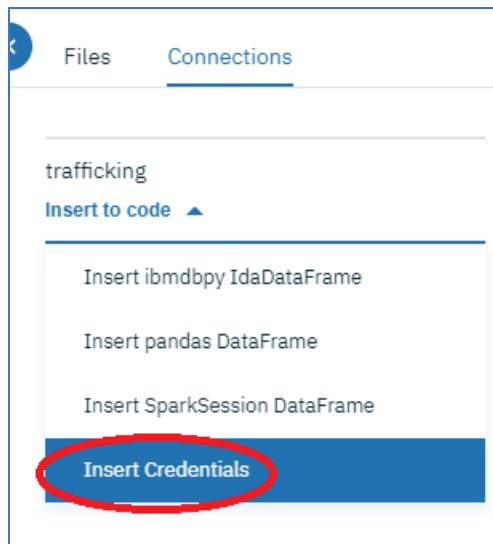 Files Connections
trafficking
Insert to code
Insert ibmdbpy IdaDataFrame
Insert pandas DataFrame
Insert SparkSession DataFrame
Insert Credentials